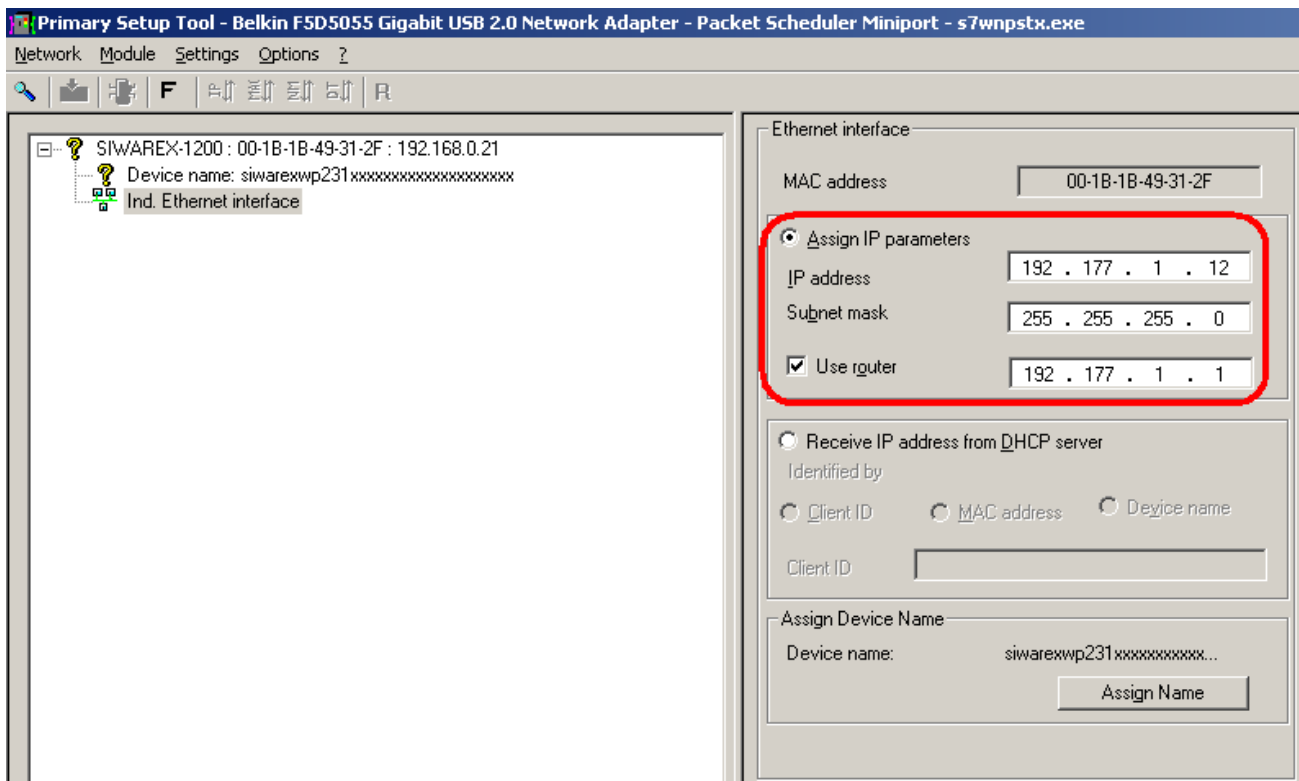 Primary Setup Tool - Belkin F5D5055 Gigabit USB 2.0 Network Adapter - Packet Scheduler Miniport - s7wnpstx.exe
Network Module Settings Options ?
F R
SIWAREX-1200 : 00-1B-1B-49-31-2F : 192.168.0.21
Device name: siwarexwp231xxxxxxxxxxxxxxxxxxxx
Ind. Ethernet interface
Ethernet interface
MAC address 00-1B-1B-49-31-2F
Assign IP parameters
IP address 192 . 177 . 1 . 12
Subnet mask 255 . 255 . 255 . 0
Use router 192 . 177 . 1 . 1
Receive IP address from DHCP server
Identified by
Client ID MAC address Device name
Client ID
Assign Device Name
Device name: siwarexwp231xxxxxxxxxxx...
Assign Name